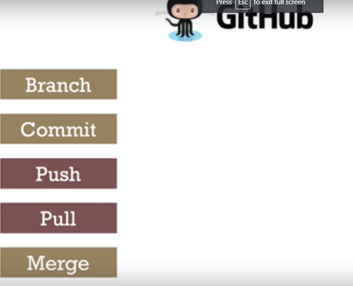 Press Esc to exit full screen
GitHub
Branch
Commit
Push
Pull
Merge